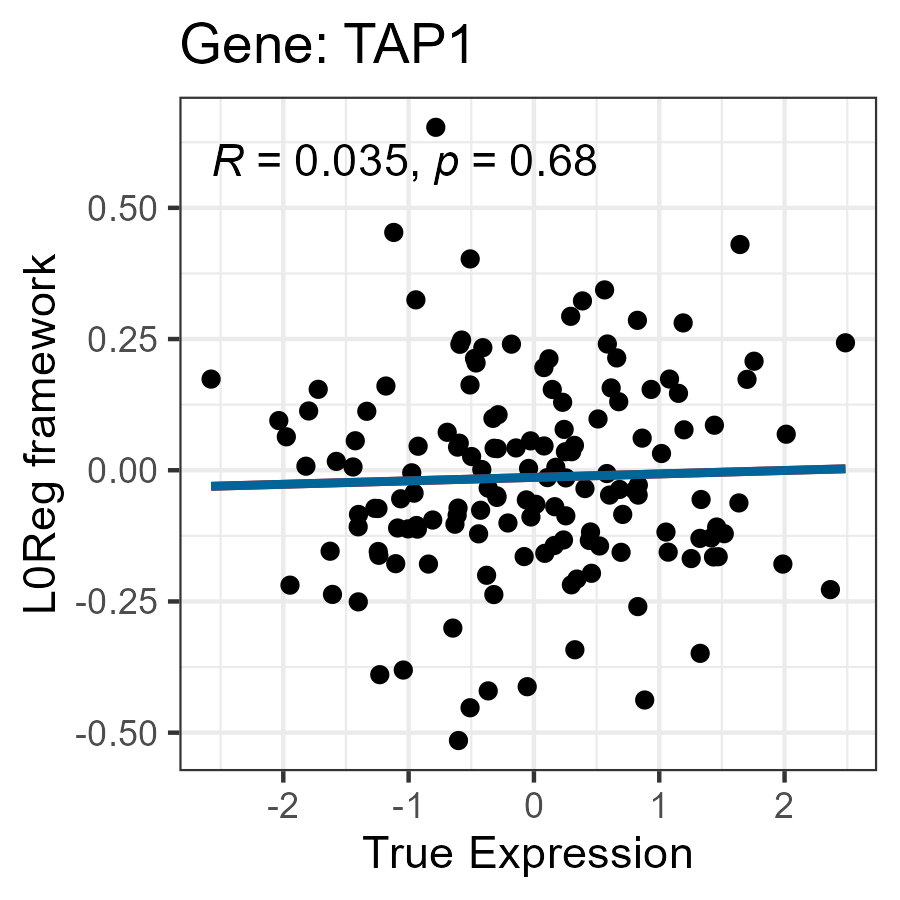 Gene: TAP1
R = 0.035, p = 0.68
L0Reg framework
0.50
0.25
0.00
-0.25
-0.50
-2 -1 0 1 2
True Expression